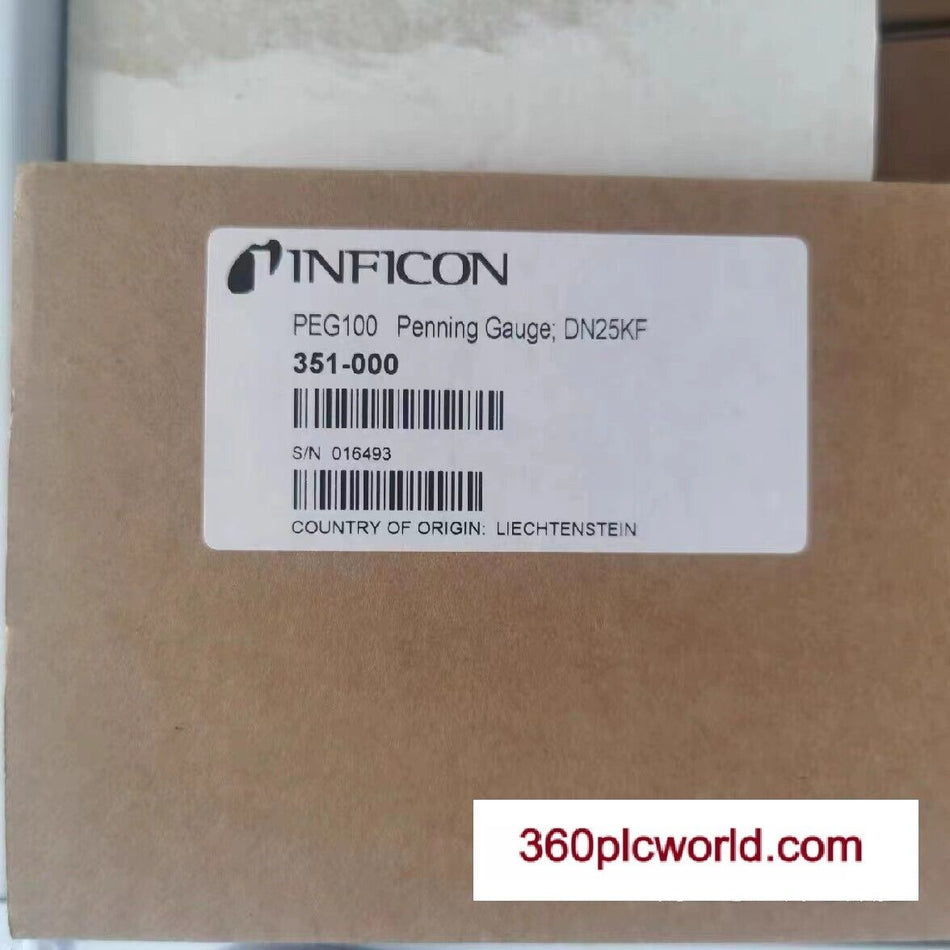 INFICON
PEG100 Penning Gauge; DN25KF
351-000
S/N 016493
COUNTRY OF ORIGIN: LIECHTENSTEIN
360plcworld.com